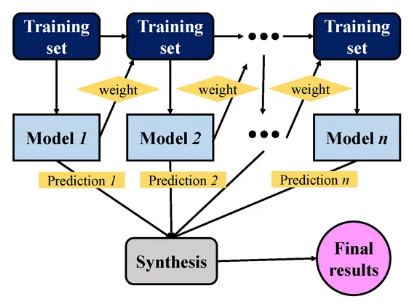 Training
set
Training
set
Training
set
weight
weight
weight
Model 1
Model 2
Model n
Prediction 1
Prediction 2
Prediction n
Synthesis
Final
results